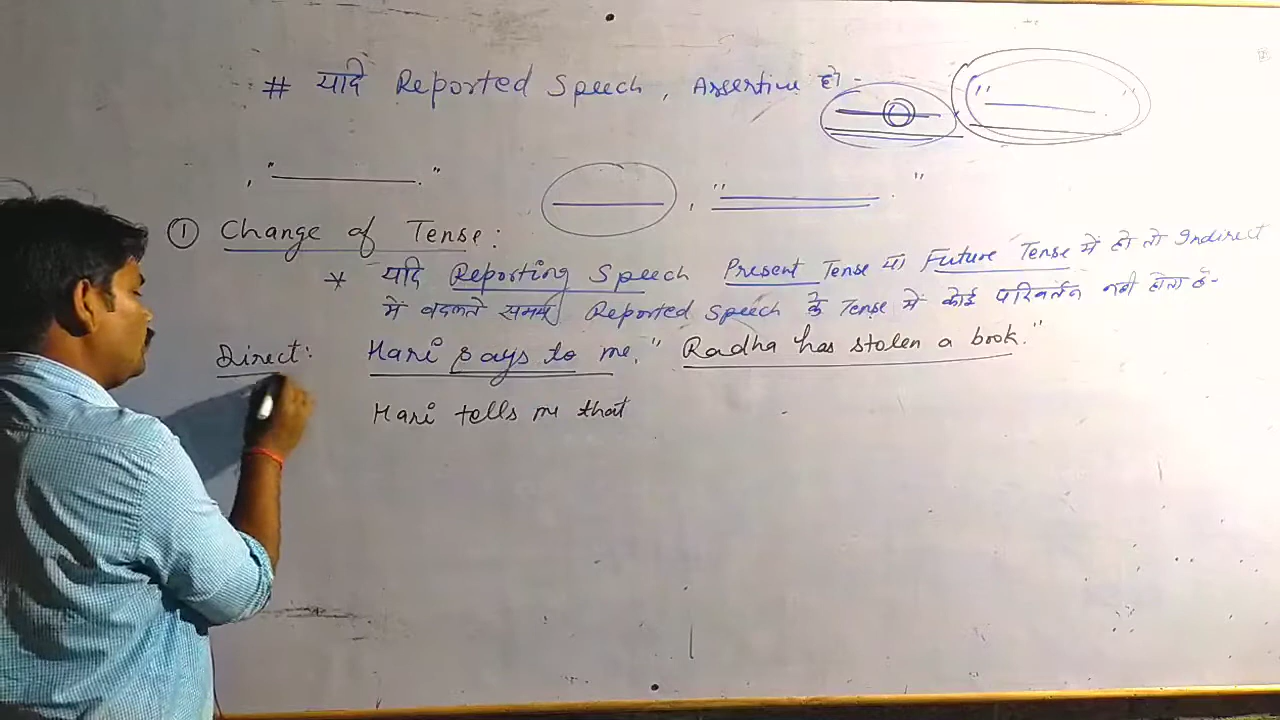 # यदि Reported Speech, Assertive हो-
," ." , " . "
① Change of Tense:
* यदि Reporting Speech Present Tense या Future Tense में हो तो Indirect
में बदलते समय Reported Speech के Tense में कोई परिवर्तन नहीं होता है-
Direct: Hari says to me, "Radha has stolen a book."
Hari tells me that